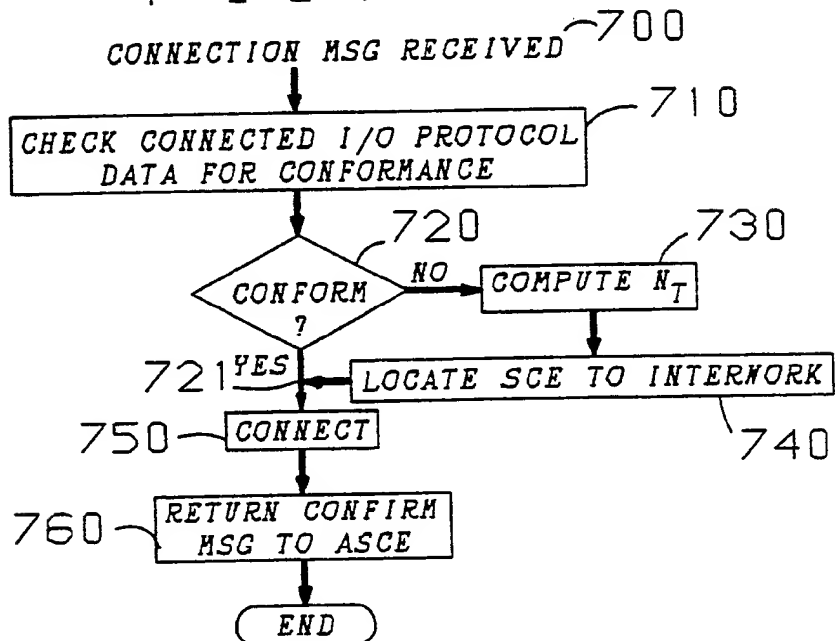 CONNECTION MSG RECEIVED 700
710
CHECK CONNECTED I/O PROTOCOL
DATA FOR CONFORMANCE
720
730
CONFORM
?
NO
COMPUTE N_T
YES
721
LOCATE SCE TO INTERWORK
740
750
CONNECT
760
RETURN CONFIRM
MSG TO ASCE
END